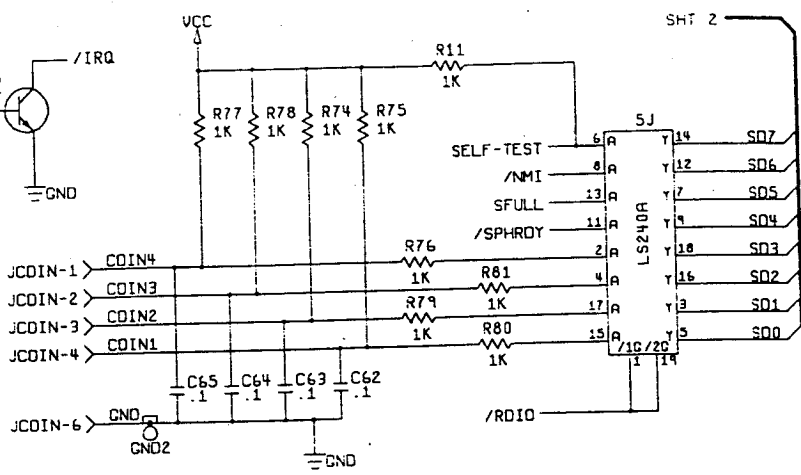 VCC
SHT 2
/IRQ
R11
1K
R77
1K
R78
1K
R74
1K
R75
1K
5J
SELF-TEST 6 A Y 14 SD7
/NMI 8 A Y 12 SD6
GND
SFULL 13 A Y 7 SD5
/SPHRDY 11 A Y 9 SD4
LS240A
JCOIN-1 COIN4 R76 1K 2 A Y 18 SD3
JCOIN-2 COIN3 R81 1K 4 A Y 16 SD2
JCOIN-3 COIN2 R79 1K 17 A Y 3 SD1
JCOIN-4 COIN1 R80 1K 15 A Y 5 SD0
/1G /2G
1 19
C65
.1
C64
.1
C63
.1
C62
.1
/RDIO
JCOIN-6 GND
GND2
GND